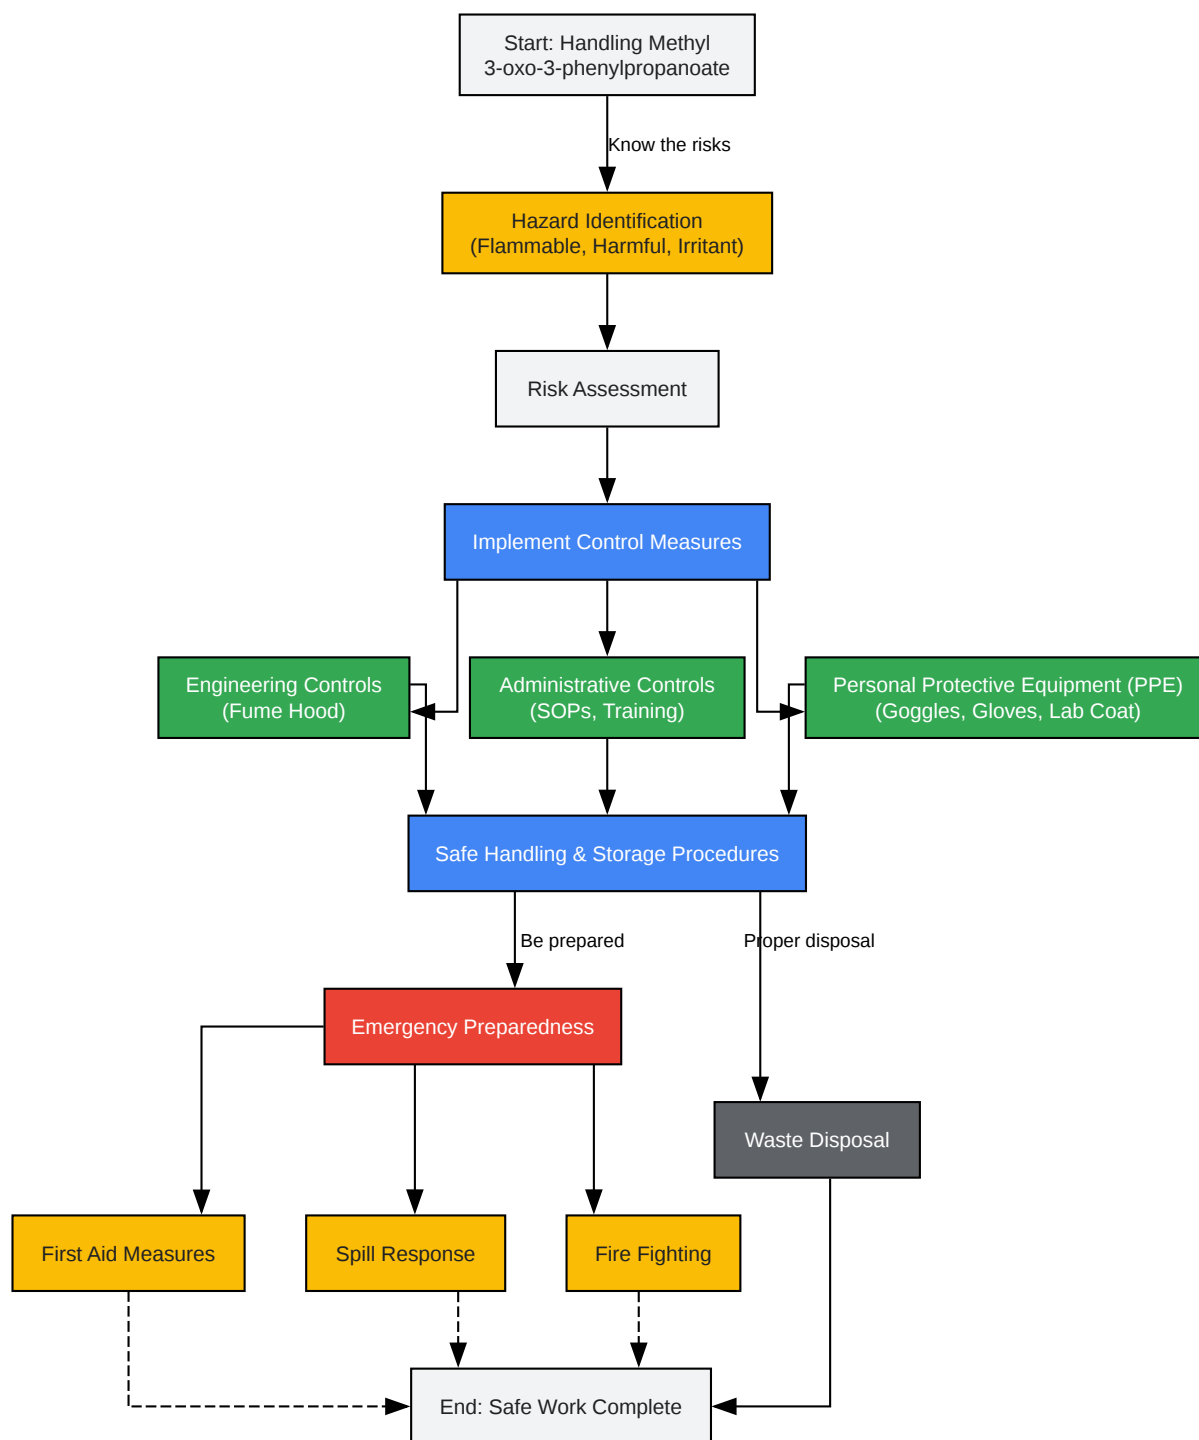 Start: Handling Methyl
3-oxo-3-phenylpropanoate
Know the risks
Hazard Identification
(Flammable, Harmful, Irritant)
Risk Assessment
Implement Control Measures
Engineering Controls
(Fume Hood)
Administrative Controls
(SOPs, Training)
Personal Protective Equipment (PPE)
(Goggles, Gloves, Lab Coat)
Safe Handling & Storage Procedures
Be prepared
Proper disposal
Emergency Preparedness
Waste Disposal
First Aid Measures
Spill Response
Fire Fighting
End: Safe Work Complete